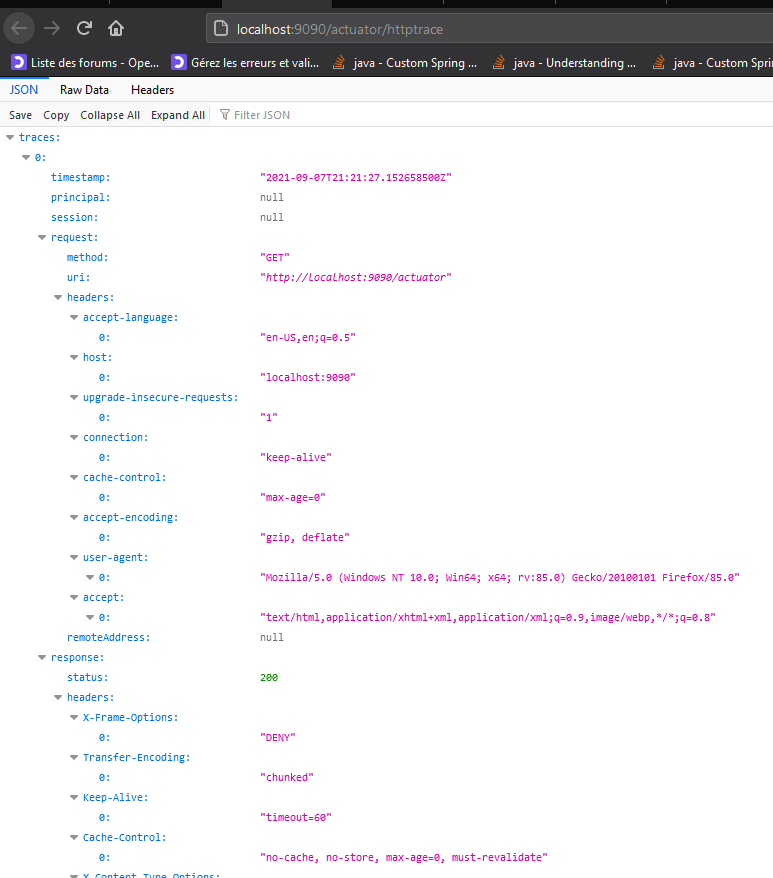 localhost:9090/actuator/httptrace
Liste des forums - Ope... Gérez les erreurs et vali... java - Custom Spring ... java - Understanding ... java - Custom Spri
JSON Raw Data Headers
Save Copy Collapse All Expand All Filter JSON
traces:
0:
timestamp: "2021-09-07T21:21:27.152658500Z"
principal: null
session: null
request:
method: "GET"
uri: "http://localhost:9090/actuator"
headers:
accept-language:
0: "en-US,en;q=0.5"
host:
0: "localhost:9090"
upgrade-insecure-requests:
0: "1"
connection:
0: "keep-alive"
cache-control:
0: "max-age=0"
accept-encoding:
0: "gzip, deflate"
user-agent:
0: "Mozilla/5.0 (Windows NT 10.0; Win64; x64; rv:85.0) Gecko/20100101 Firefox/85.0"
accept:
0: "text/html,application/xhtml+xml,application/xml;q=0.9,image/webp,*/*;q=0.8"
remoteAddress: null
response:
status: 200
headers:
X-Frame-Options:
0: "DENY"
Transfer-Encoding:
0: "chunked"
Keep-Alive:
0: "timeout=60"
Cache-Control:
0: "no-cache, no-store, max-age=0, must-revalidate"
X-Content-Type-Options: